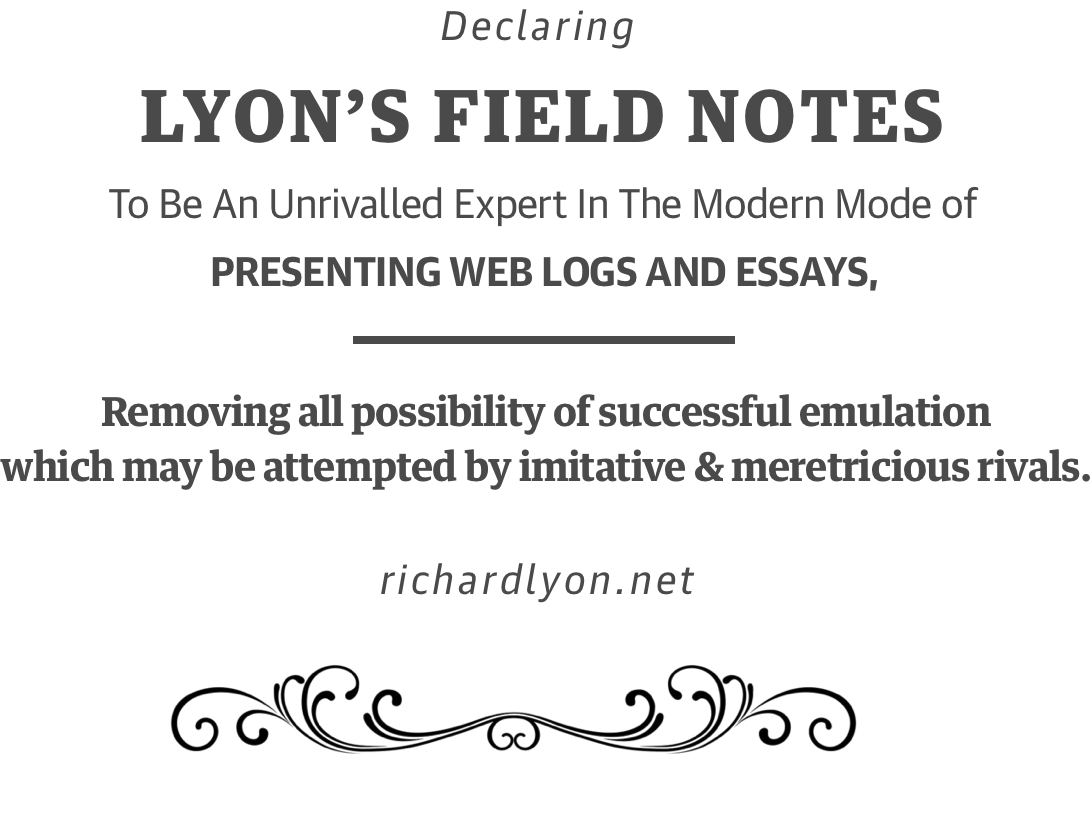 Declaring
LYON’S FIELD NOTES
To Be An Unrivalled Expert In The Modern Mode of
PRESENTING WEB LOGS AND ESSAYS,
Removing all possibility of successful emulation
which may be attempted by imitative & meretricious rivals.
richardlyon.net